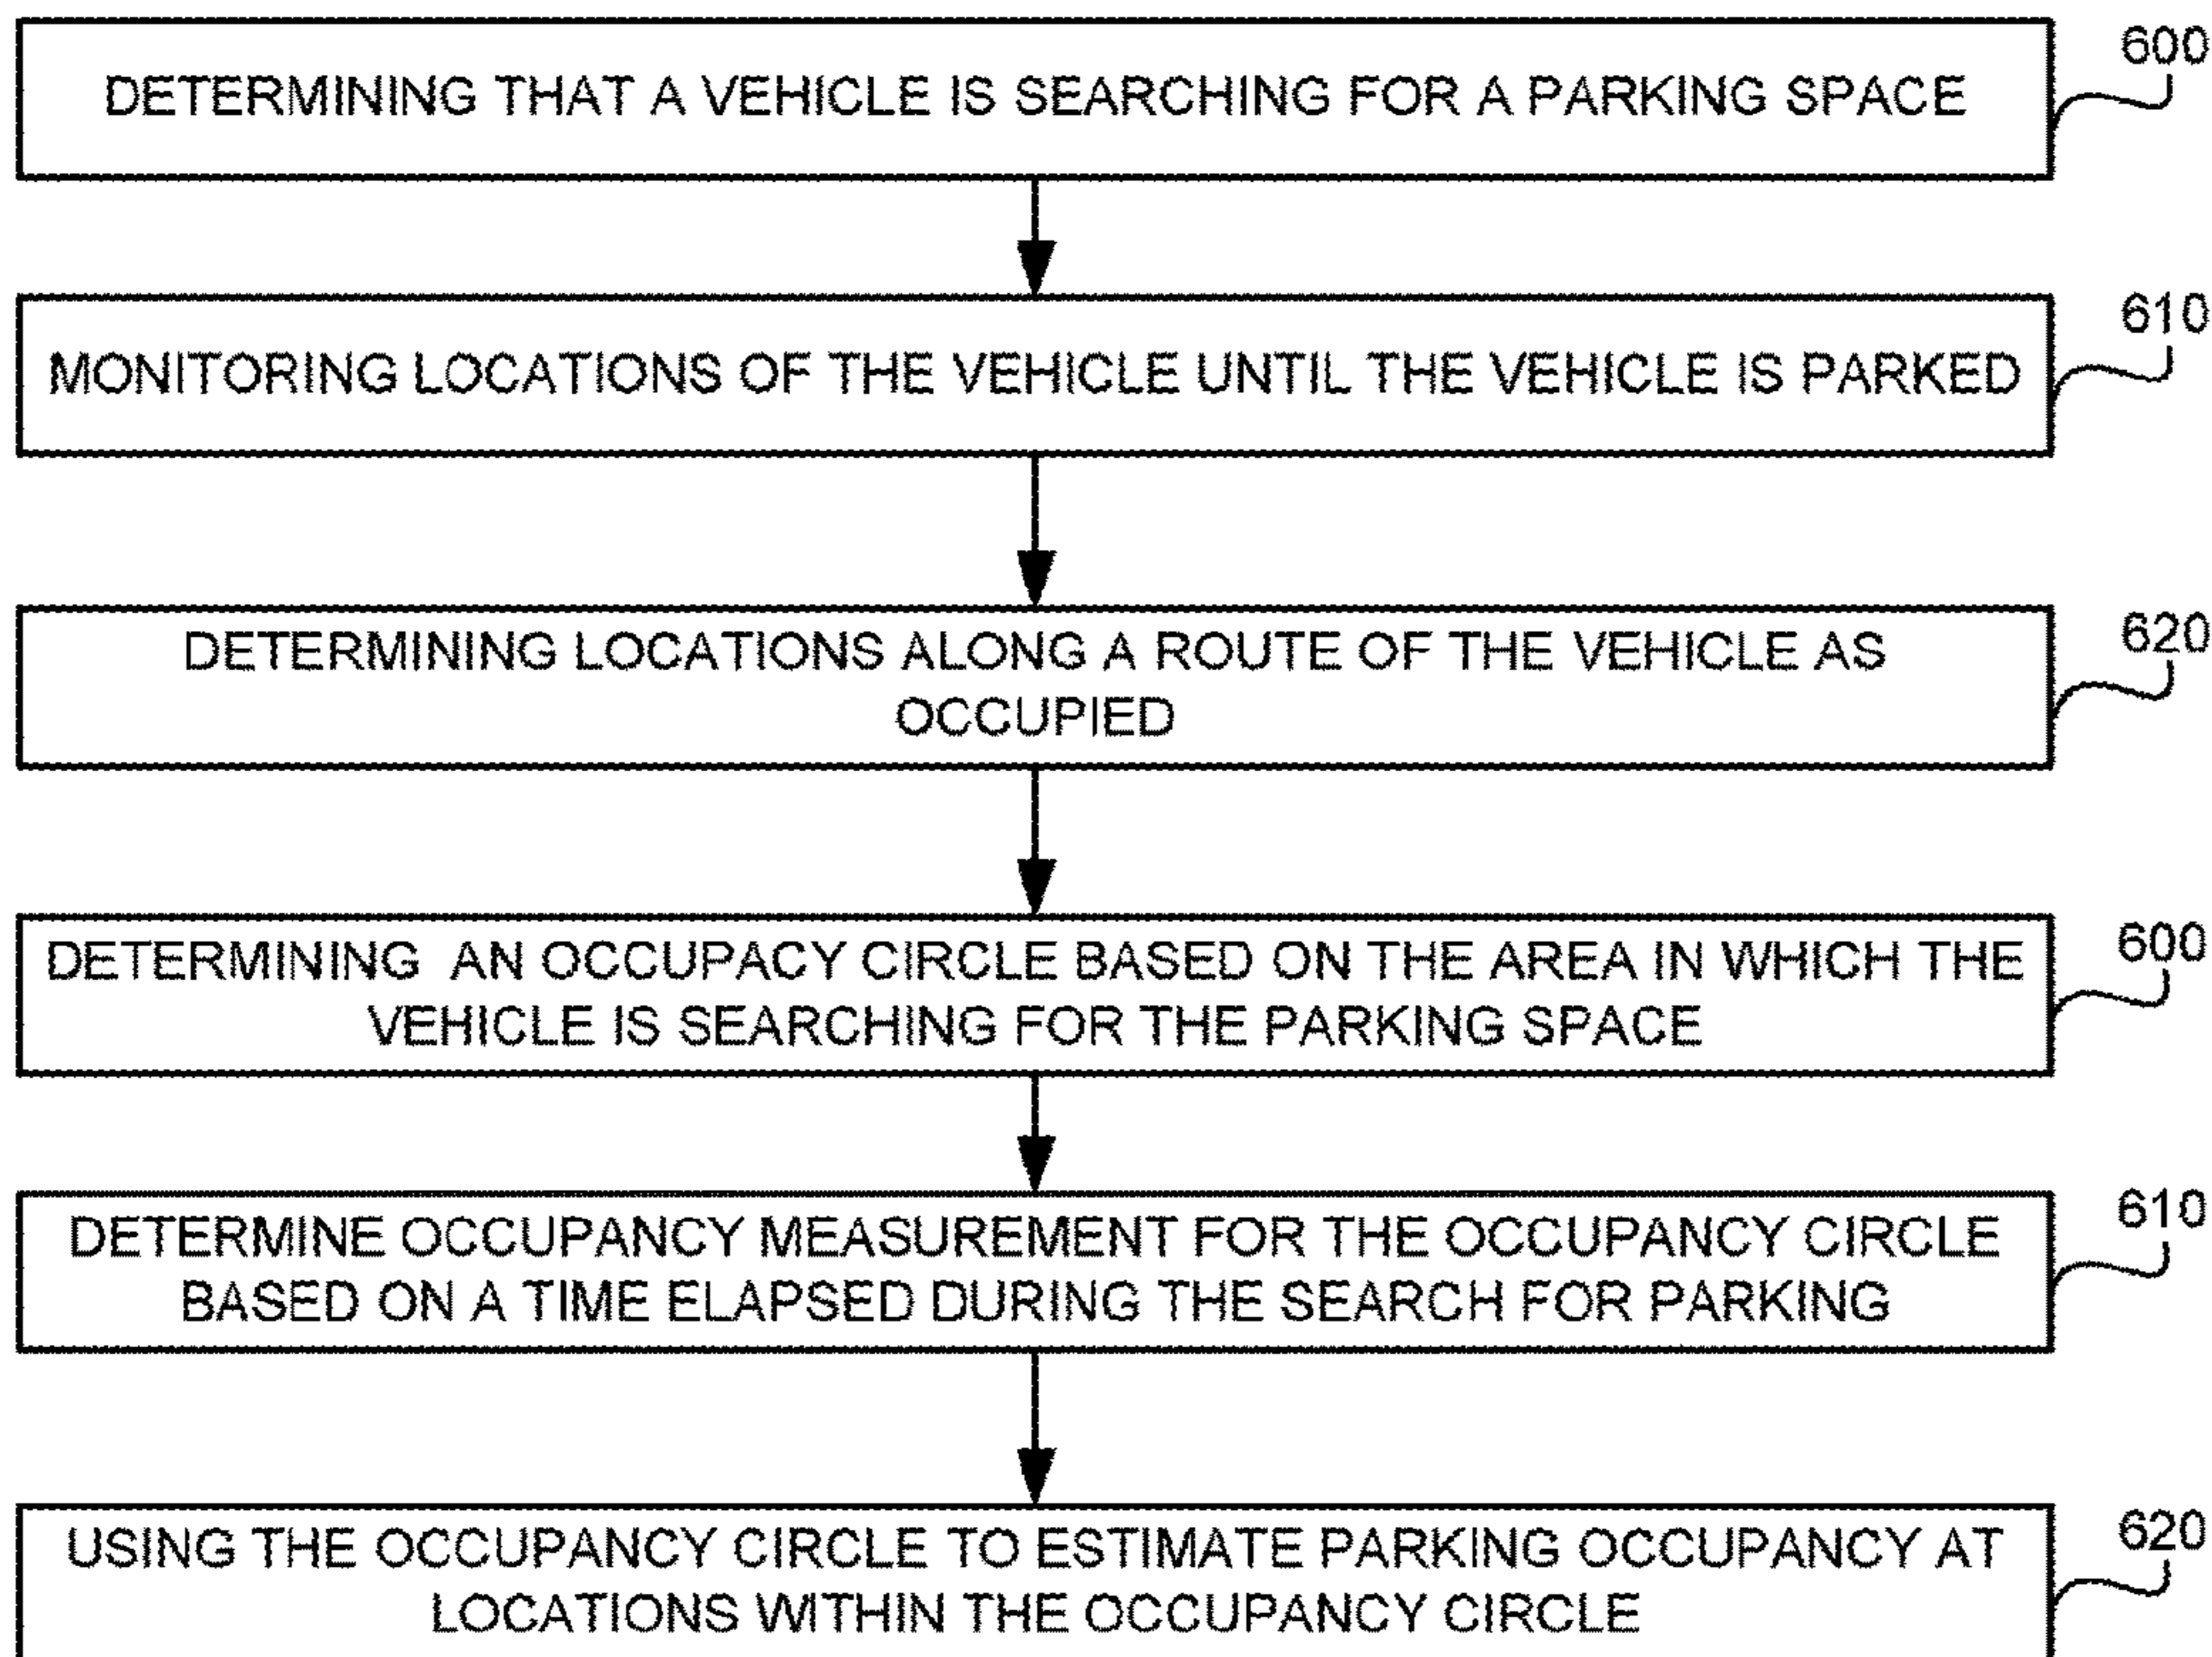 DETERMINING THAT A VEHICLE IS SEARCHING FOR A PARKING SPACE
600
MONITORING LOCATIONS OF THE VEHICLE UNTIL THE VEHICLE IS PARKED
610
DETERMINING LOCATIONS ALONG A ROUTE OF THE VEHICLE AS
OCCUPIED
620
DETERMINING AN OCCUPACY CIRCLE BASED ON THE AREA IN WHICH THE
VEHICLE IS SEARCHING FOR THE PARKING SPACE
600
DETERMINE OCCUPANCY MEASUREMENT FOR THE OCCUPANCY CIRCLE
BASED ON A TIME ELAPSED DURING THE SEARCH FOR PARKING
610
USING THE OCCUPANCY CIRCLE TO ESTIMATE PARKING OCCUPANCY AT
LOCATIONS WITHIN THE OCCUPANCY CIRCLE
620